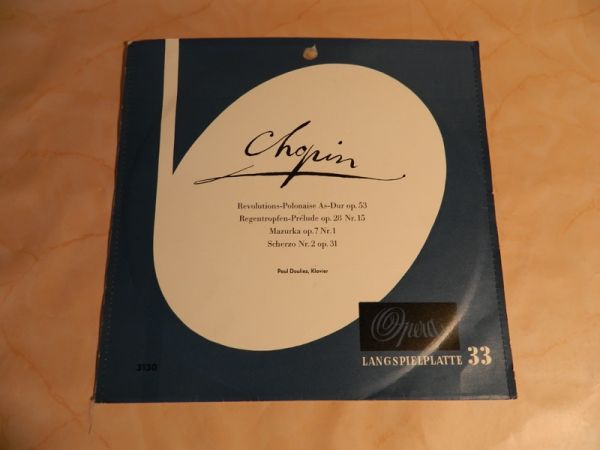 Chopin
Revolutions-Polonaise As-Dur op. 53
Regentropfen-Prélude op. 28 Nr. 15
Mazurka op. 7 Nr. 1
Scherzo Nr. 2 op. 31
Paul Douliez, Klavier
Opera
LANGSPIELPLATTE 33
3130